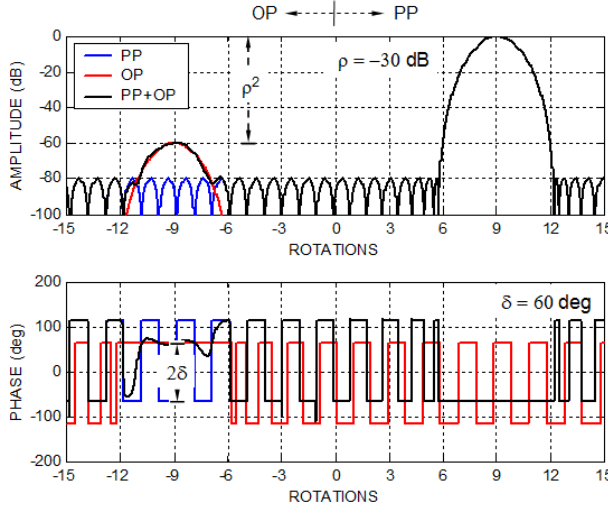 OP PP
0
-20
-40
-60
-80
-100
AMPLITUDE (dB)
PP
OP
PP+OP
ρ²
ρ = −30 dB
-15 -12 -9 -6 -3 0 3 6 9 12 15
ROTATIONS
200
100
0
-100
-200
PHASE (deg)
2δ
δ = 60 deg
-15 -12 -9 -6 -3 0 3 6 9 12 15
ROTATIONS